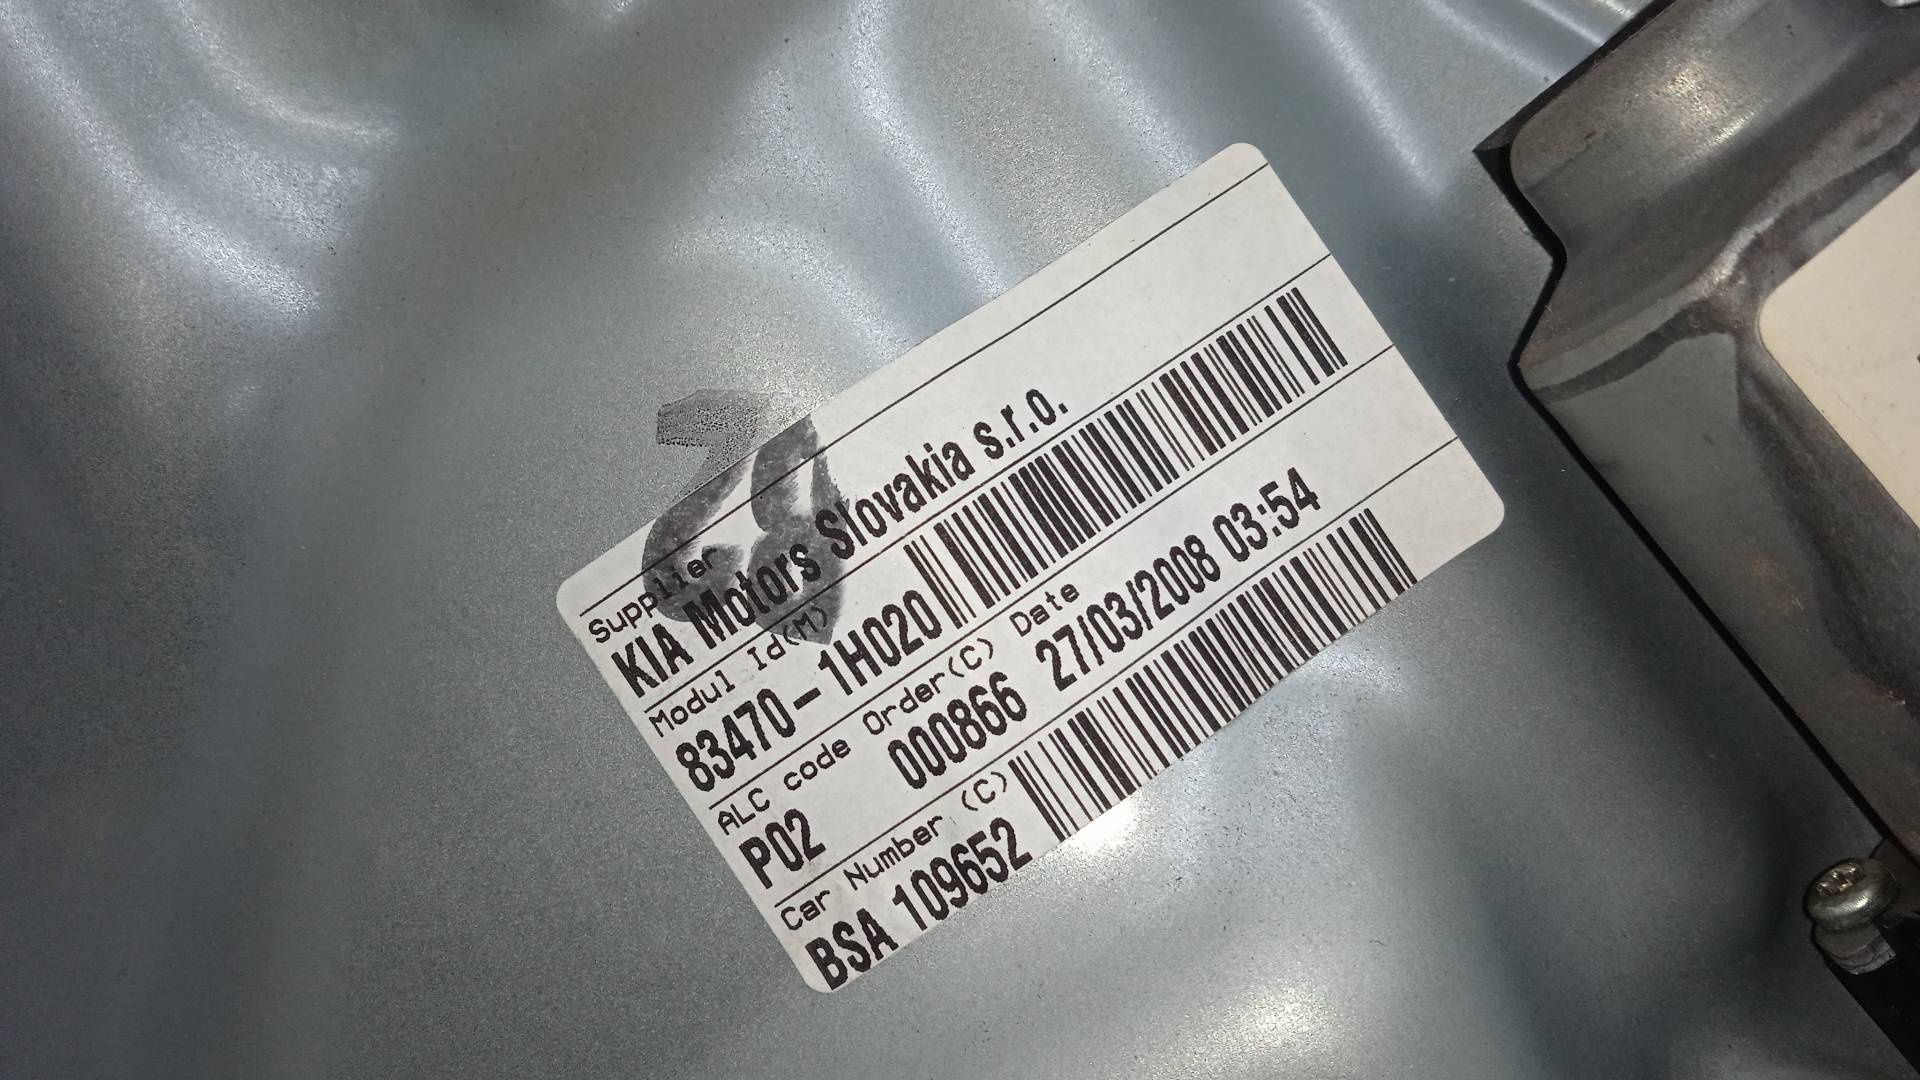 Supplier
KIA Motors Slovakia s.r.o.
Modul Id(M)
83470-1H020
ALC code Order(C) Date
P02 000866 27/03/2008 03:54
Car Number (C)
BSA 109652